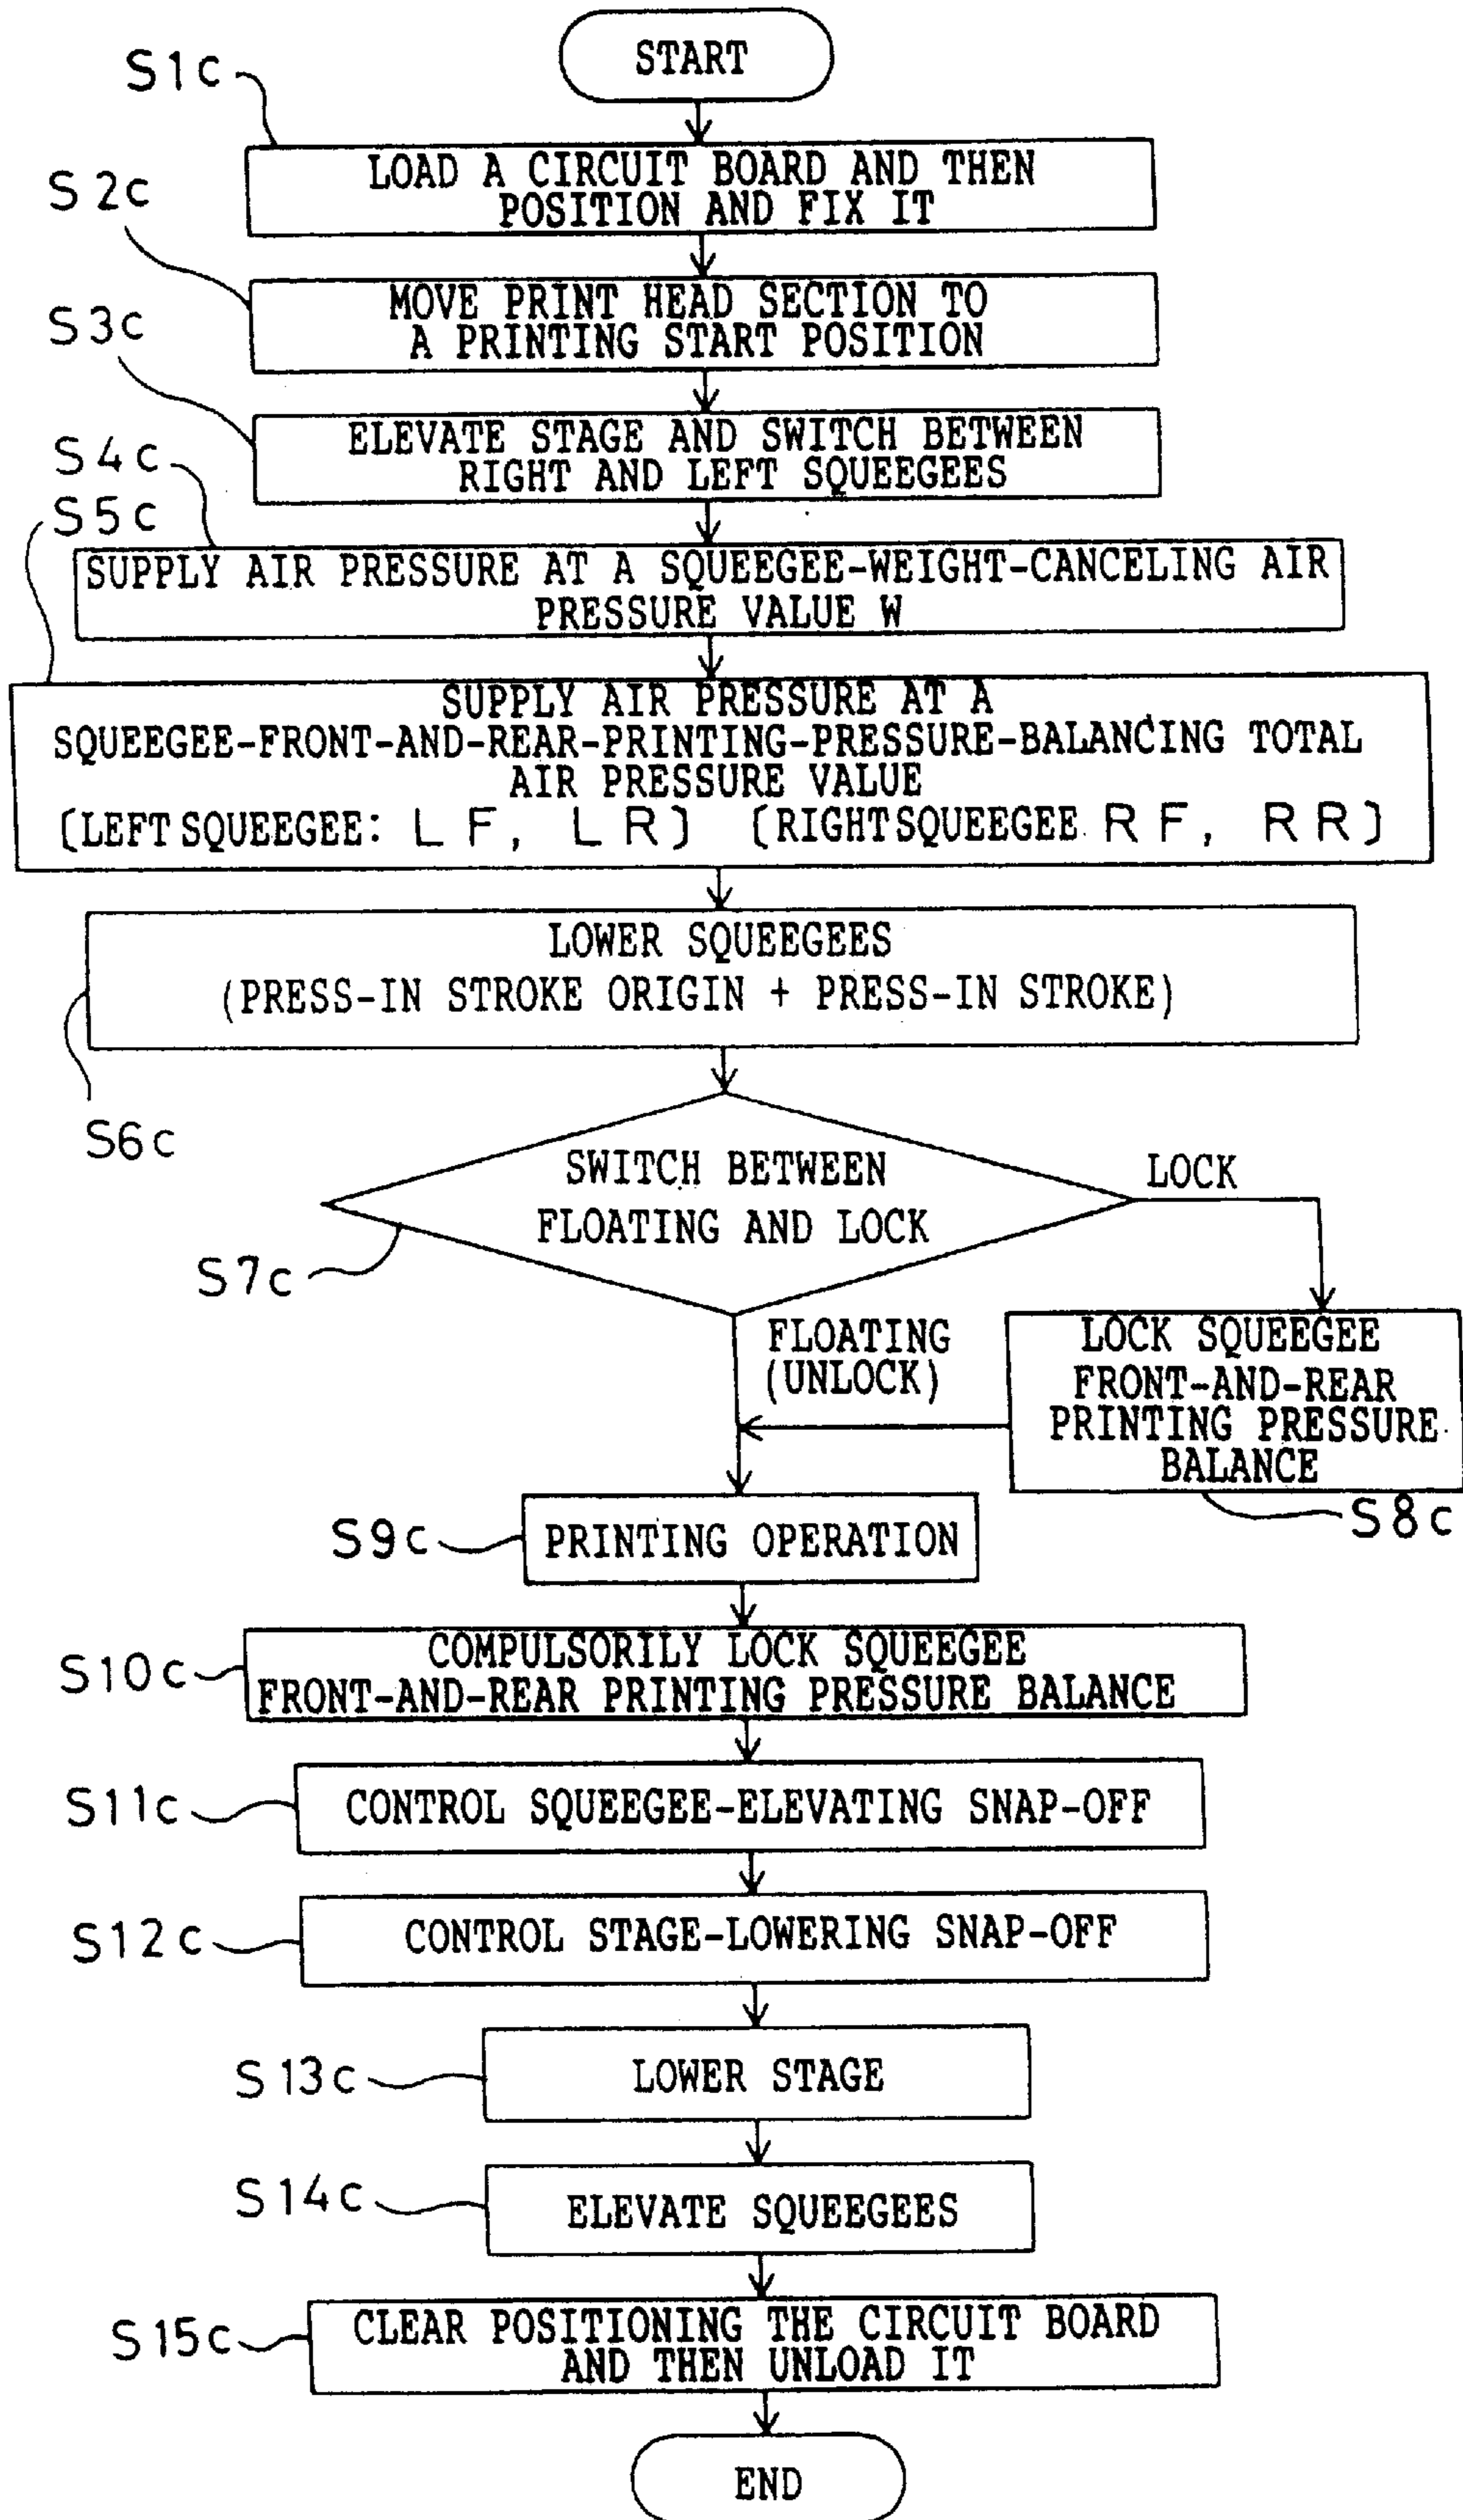 START
S1c
LOAD A CIRCUIT BOARD AND THEN
POSITION AND FIX IT
S2c
MOVE PRINT HEAD SECTION TO
A PRINTING START POSITION
S3c
ELEVATE STAGE AND SWITCH BETWEEN
RIGHT AND LEFT SQUEEGEES
S4c
SUPPLY AIR PRESSURE AT A SQUEEGEE-WEIGHT-CANCELING AIR
PRESSURE VALUE W
S5c
SUPPLY AIR PRESSURE AT A
SQUEEGEE-FRONT-AND-REAR-PRINTING-PRESSURE-BALANCING TOTAL
AIR PRESSURE VALUE
[LEFT SQUEEGEE: LF, LR] [RIGHT SQUEEGEE RF, RR]
LOWER SQUEEGEES
(PRESS-IN STROKE ORIGIN + PRESS-IN STROKE)
S6c
SWITCH BETWEEN
FLOATING AND LOCK
LOCK
S7c
FLOATING
(UNLOCK)
LOCK SQUEEGEE
FRONT-AND-REAR
PRINTING PRESSURE
BALANCE
S8c
S9c
PRINTING OPERATION
S10c
COMPULSORILY LOCK SQUEEGEE
FRONT-AND-REAR PRINTING PRESSURE BALANCE
S11c
CONTROL SQUEEGEE-ELEVATING SNAP-OFF
S12c
CONTROL STAGE-LOWERING SNAP-OFF
S13c
LOWER STAGE
S14c
ELEVATE SQUEEGEES
S15c
CLEAR POSITIONING THE CIRCUIT BOARD
AND THEN UNLOAD IT
END